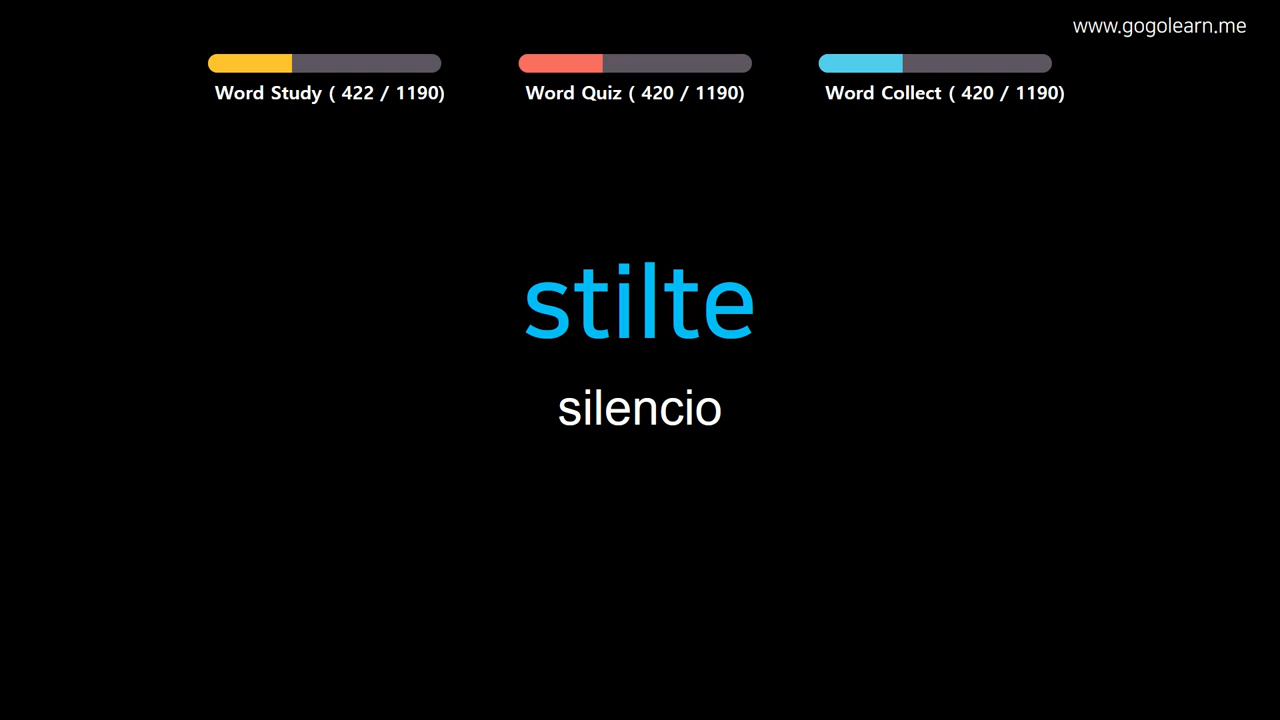 www.gogolearn.me
Word Study ( 422 / 1190)
Word Quiz ( 420 / 1190)
Word Collect ( 420 / 1190)
stilte
silencio